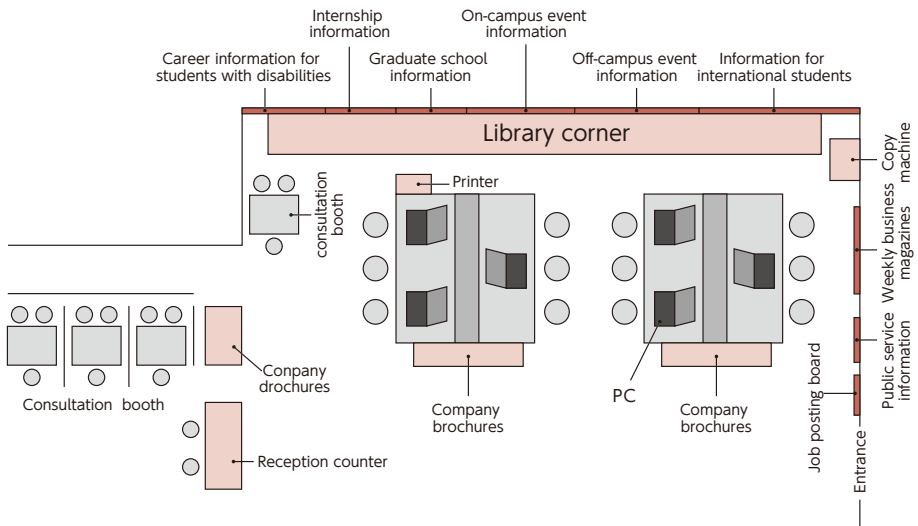 Internship
information
On-campus event
information
Career information for
students with disabilities
Graduate school
information
Off-campus event
information
Information for
international students
Library corner
Copy
machine
Printer
consultation
booth
Weekly business
magazines
Conpany
drochures
Consultation booth
Company
brochures
PC
Company
brochures
Job posting board
Public service
information
Reception counter
Entrance